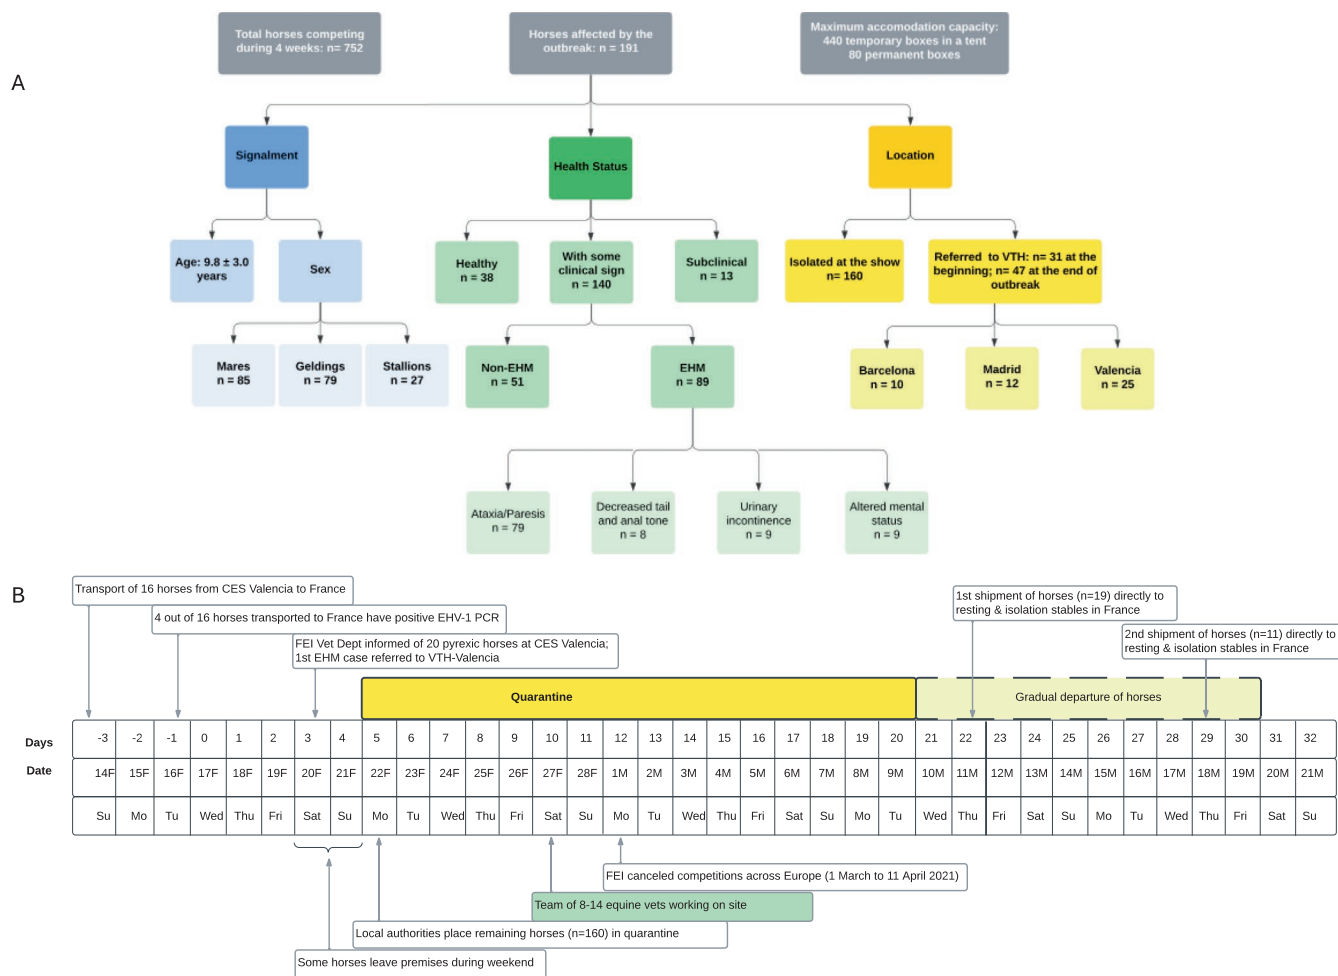 Total horses competing
during 4 weeks: n= 752
Horses affected by the
outbreak: n = 191
Maximum accomodation capacity:
440 temporary boxes in a tent
80 permanent boxes
A
Signalment
Health Status
Location
Age: 9.8 ± 3.0
years
Sex
Healthy
n = 38
With some
clinical sign
n = 140
Subclinical
n = 13
Isolated at the show
n= 160
Referred to VTH: n= 31 at the
beginning; n= 47 at the end of
outbreak
Mares
n = 85
Geldings
n = 79
Stallions
n = 27
Non-EHM
n = 51
EHM
n = 89
Barcelona
n = 10
Madrid
n = 12
Valencia
n = 25
Ataxia/Paresis
n = 79
Decreased tail
and anal tone
n = 8
Urinary
incontinence
n = 9
Altered mental
status
n = 9
B
Transport of 16 horses from CES Valencia to France
4 out of 16 horses transported to France have positive EHV-1 PCR
FEI Vet Dept informed of 20 pyrexic horses at CES Valencia;
1st EHM case referred to VTH-Valencia
1st shipment of horses (n=19) directly to
resting & isolation stables in France
2nd shipment of horses (n=11) directly to
resting & isolation stables in France
Quarantine
Gradual departure of horses
Days -3 -2 -1 0 1 2 3 4 5 6 7 8 9 10 11 12 13 14 15 16 17 18 19 20 21 22 23 24 25 26 27 28 29 30 31 32
Date 14F 15F 16F 17F 18F 19F 20F 21F 22F 23F 24F 25F 26F 27F 28F 1M 2M 3M 4M 5M 6M 7M 8M 9M 10M 11M 12M 13M 14M 15M 16M 17M 18M 19M 20M 21M
Su Mo Tu Wed Thu Fri Sat Su Mo Tu Wed Thu Fri Sat Su Mo Tu Wed Thu Fri Sat Su Mo Tu Wed Thu Fri Sat Su Mo Tu Wed Thu Fri Sat Su
FEI canceled competitions across Europe (1 March to 11 April 2021)
Team of 8-14 equine vets working on site
Local authorities place remaining horses (n=160) in quarantine
Some horses leave premises during weekend